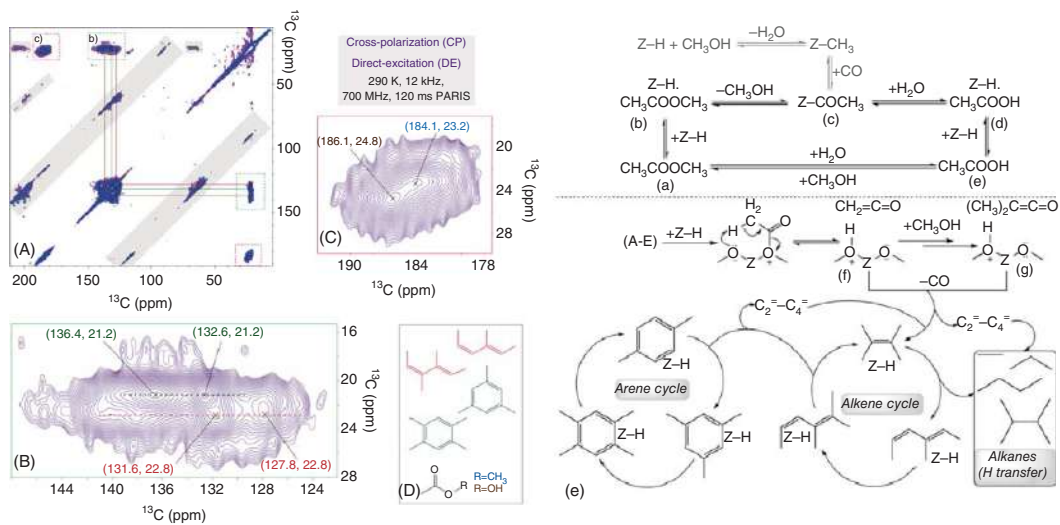 c)
b)
50
100
150
¹³C (ppm)
(A)
200
150
100
50
¹³C (ppm)
Cross-polarization (CP)
Direct-excitation (DE)
290 K, 12 kHz,
700 MHz, 120 ms PARIS
(184.1, 23.2)
(186.1, 24.8)
20
24
28
¹³C (ppm)
(C)
190
184
178
¹³C (ppm)
(136.4, 21.2)
(132.6, 21.2)
16
20
24
28
¹³C (ppm)
(131.6, 22.8)
(127.8, 22.8)
(B)
144
140
136
132
128
124
¹³C (ppm)
O
O
R
R=CH₃
R=OH
(D)
Z–H + CH₃OH
–H₂O
Z–CH₃
+CO
Z–H.
CH₃COOCH₃
(b)
–CH₃OH
Z–COCH₃
(c)
+H₂O
Z–H.
CH₃COOH
(d)
+Z–H
+Z–H
CH₃COOCH₃
(a)
+H₂O
+CH₃OH
CH₃COOH
(e)
(A-E)
+Z–H
H₂
C
H
O
O
Z
O
+
CH₂=C=O
H
O
+
Z
O
(f)
+CH₃OH
(CH₃)₂C=C=O
H
O
+
Z
O
(g)
–CO
C₂⁼–C₄⁼
C₂⁼–C₄⁼
Z–H
Arene cycle
Z–H
Z–H
Z–H
Alkene cycle
Z–H
Z–H
Alkanes
(H transfer)
(e)